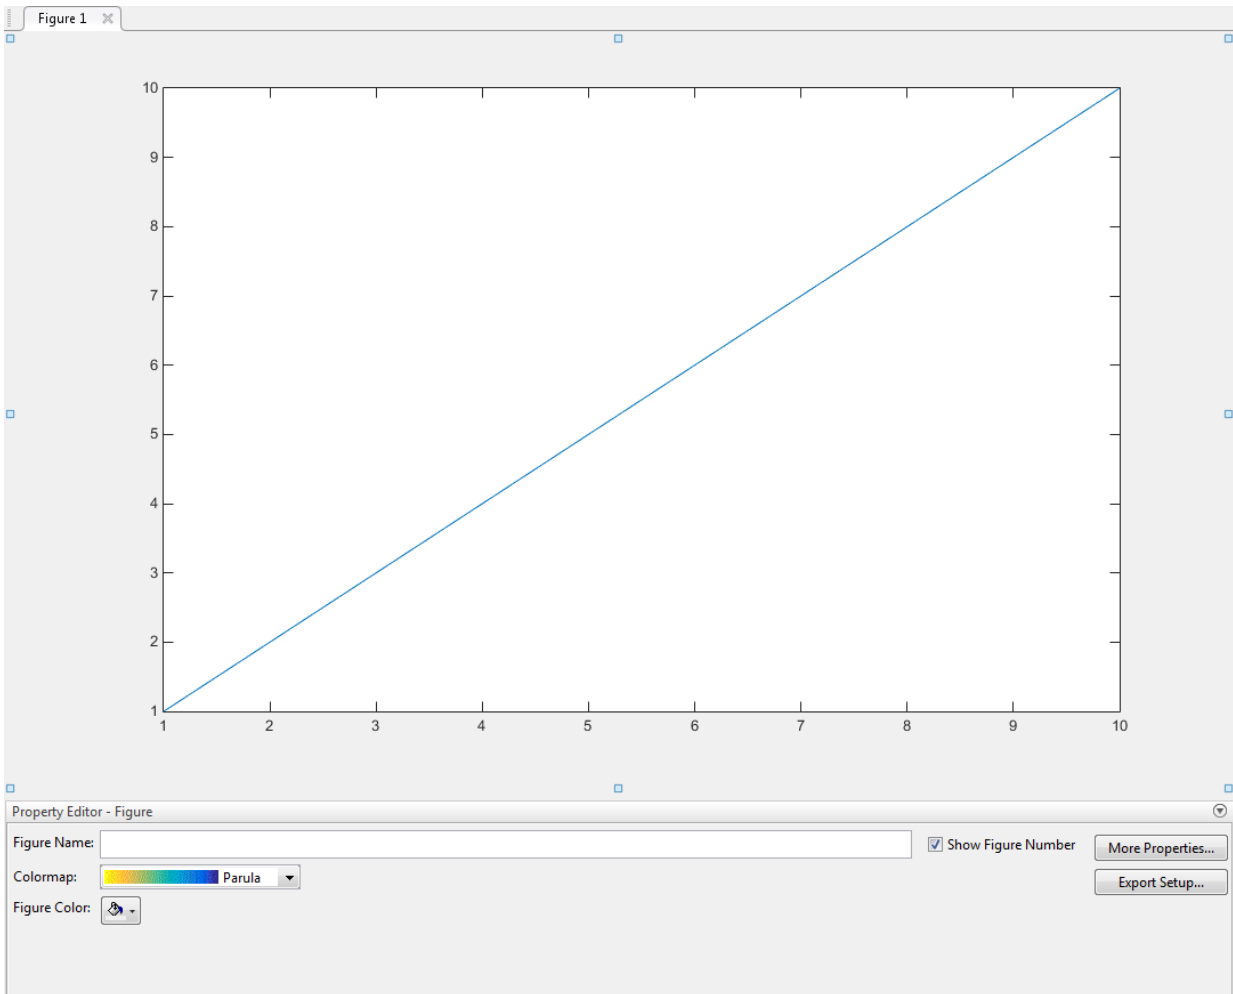 Figure 1
10
9
8
7
6
5
4
3
2
1
1 2 3 4 5 6 7 8 9 10
Property Editor - Figure
Figure Name: Show Figure Number More Properties...
Colormap: Parula Export Setup...
Figure Color: